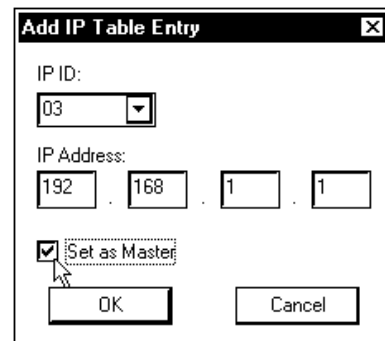 Add IP Table Entry
IP ID:
03
IP Address:
192 . 168 . 1 . 1
Set as Master
OK Cancel